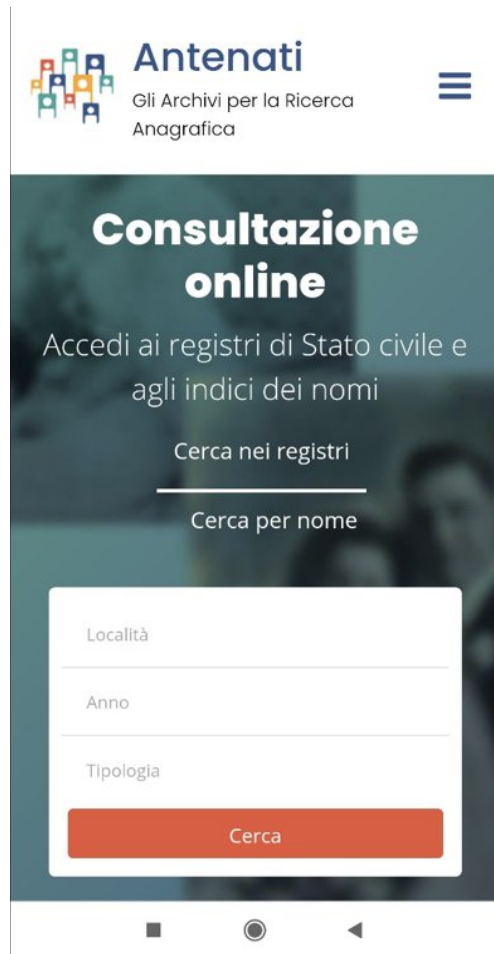 Antenati
Gli Archivi per la Ricerca
Anagrafica
Consultazione
online
Accedi ai registri di Stato civile e
agli indici dei nomi
Cerca nei registri
Cerca per nome
Località
Anno
Tipologia
Cerca